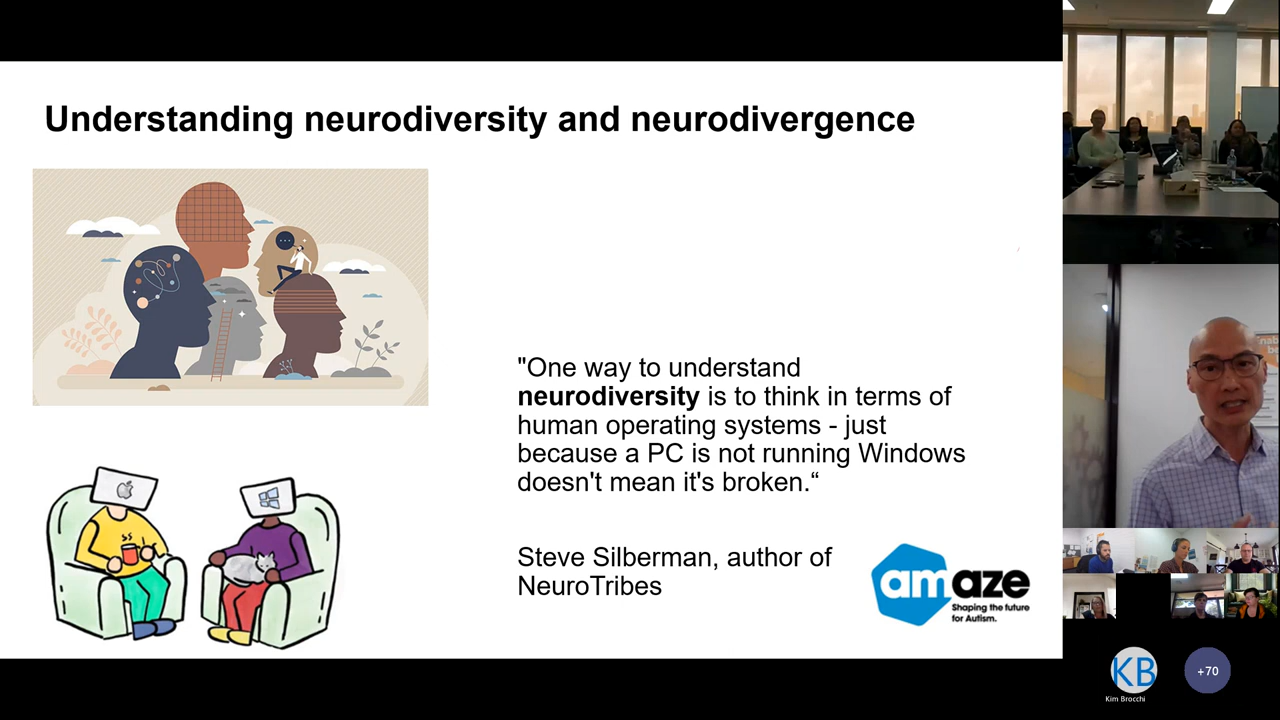 Understanding neurodiversity and neurodivergence
"One way to understand
neurodiversity is to think in terms of
human operating systems - just
because a PC is not running Windows
doesn't mean it's broken.“
Steve Silberman, author of
NeuroTribes
amaze
Shaping the future
for Autism.
KB
Kim Brocchi
+70